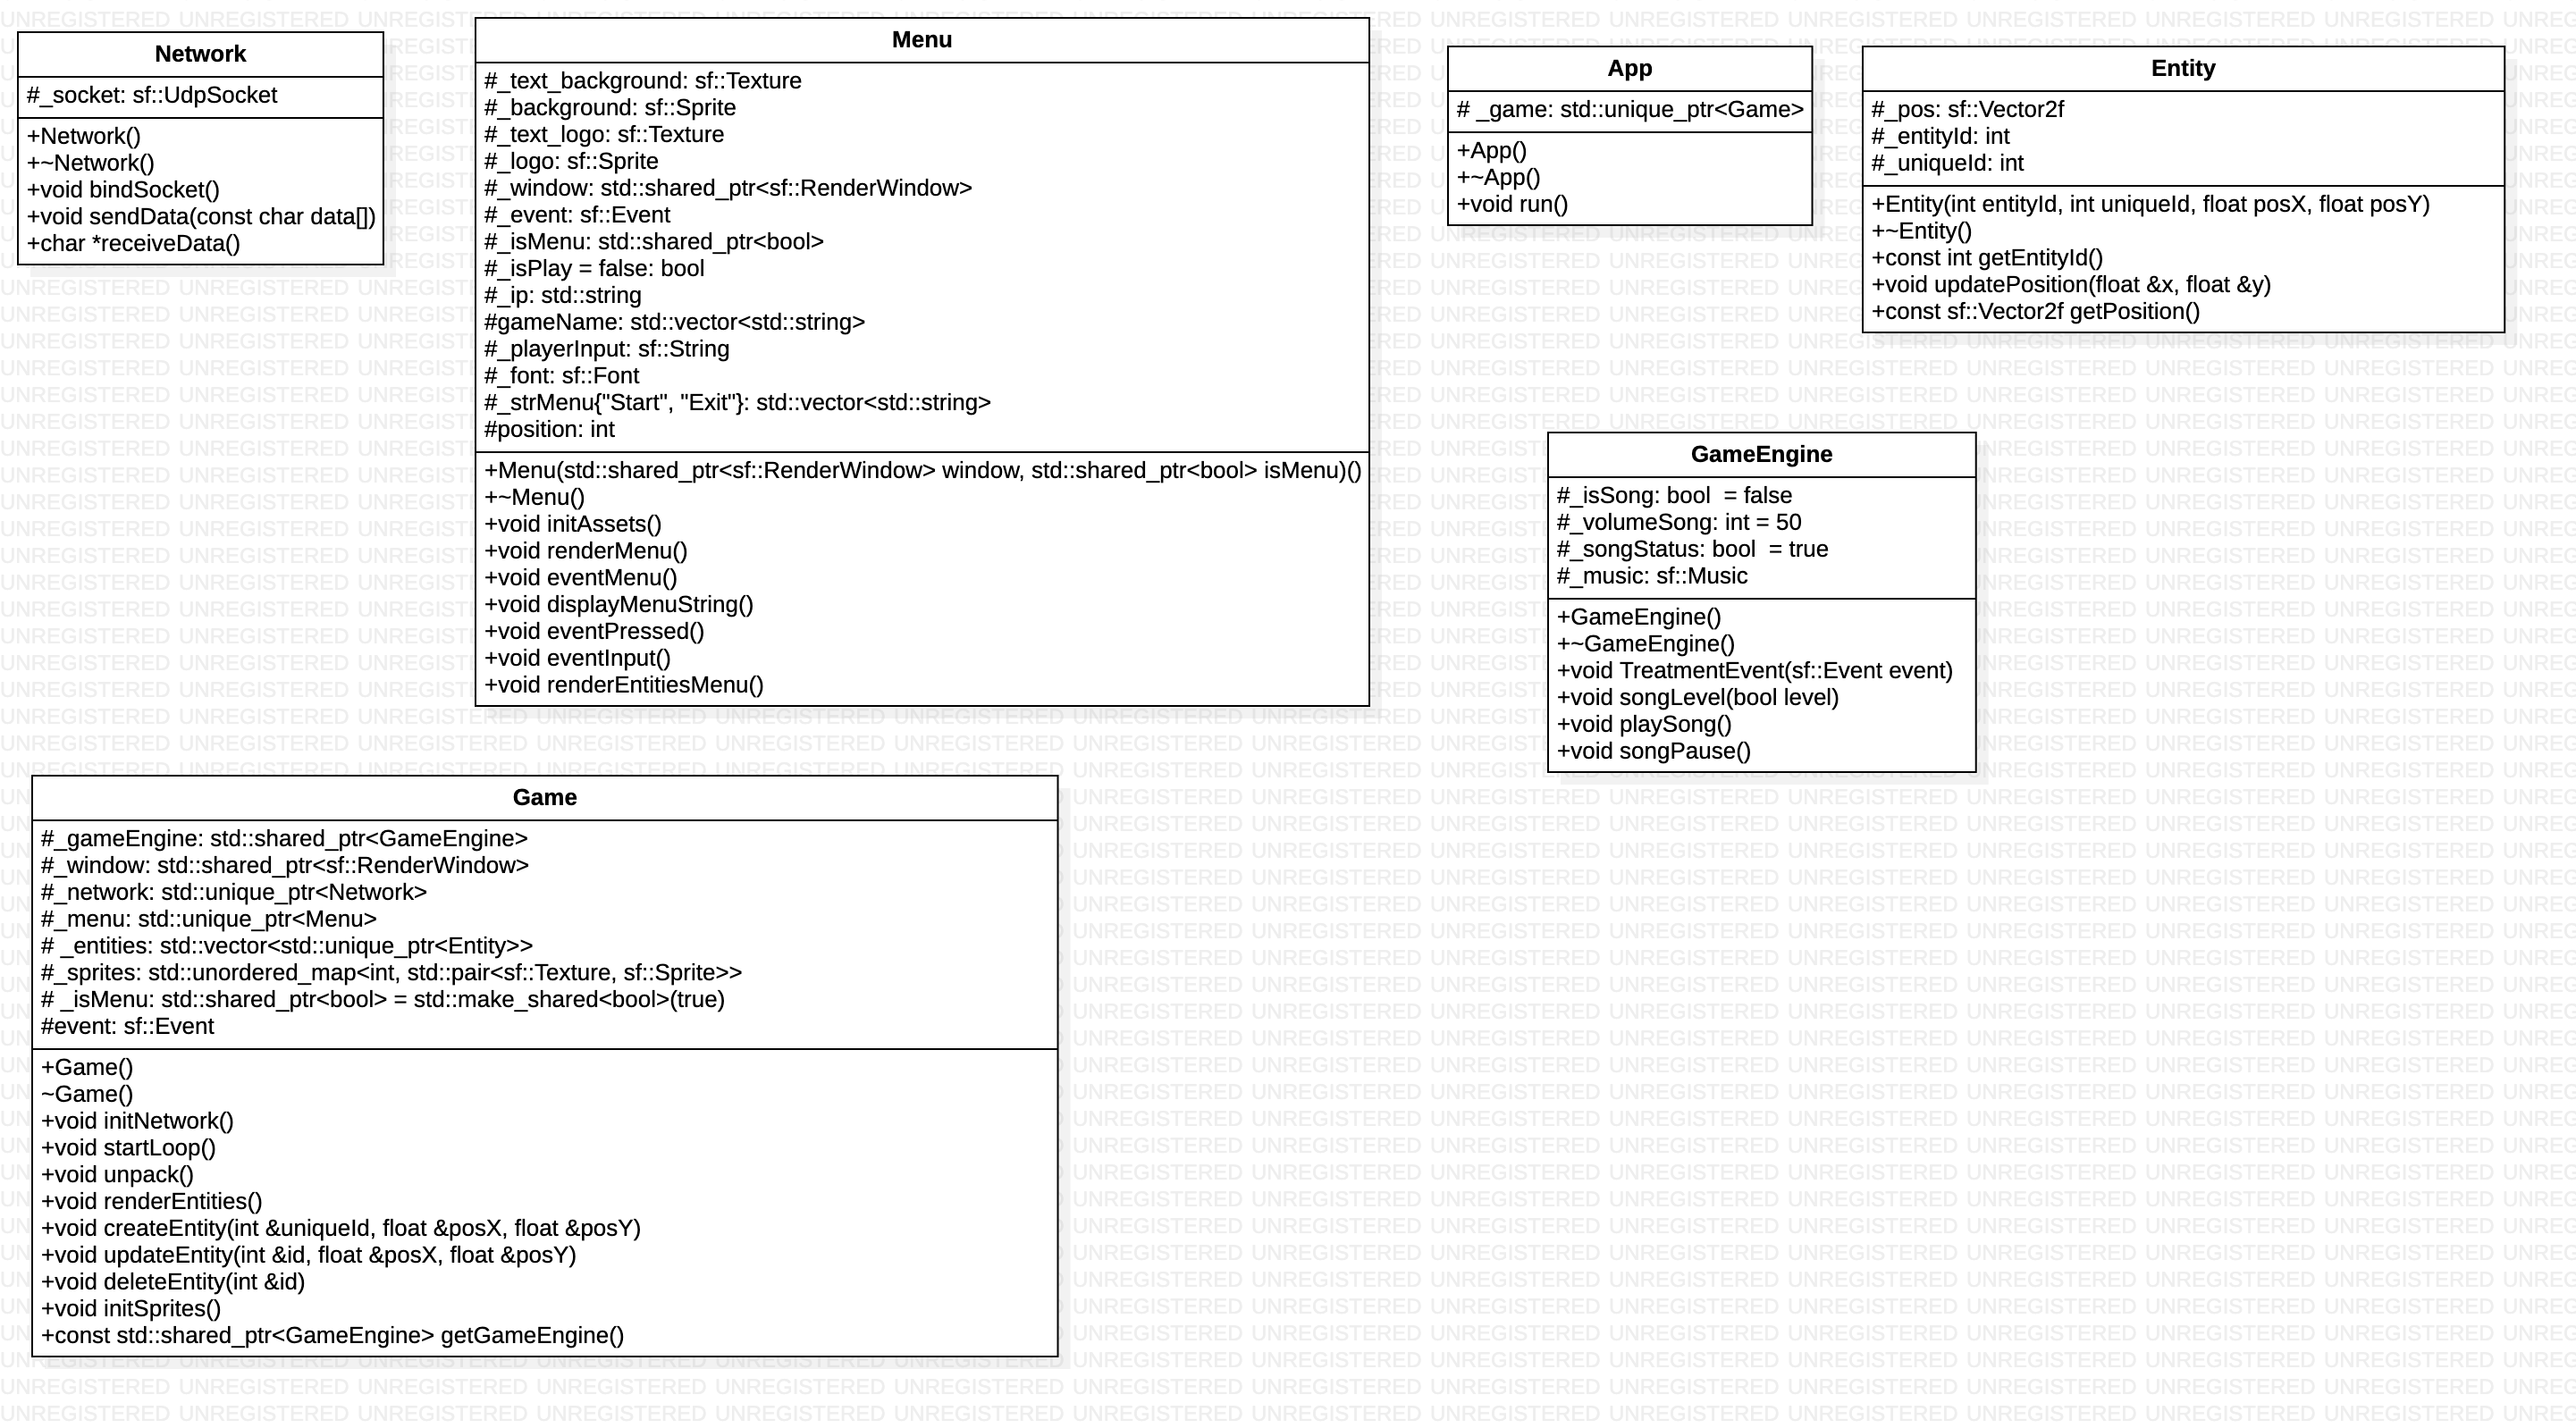 Network
#_socket: sf::UdpSocket
+Network()
+~Network()
+void bindSocket()
+void sendData(const char data[])
+char *receiveData()
Menu
#_text_background: sf::Texture
#_background: sf::Sprite
#_text_logo: sf::Texture
#_logo: sf::Sprite
#_window: std::shared_ptr<sf::RenderWindow>
#_event: sf::Event
#_isMenu: std::shared_ptr<bool>
#_isPlay = false: bool
#_ip: std::string
#gameName: std::vector<std::string>
#_playerInput: sf::String
#_font: sf::Font
#_strMenu{"Start", "Exit"}: std::vector<std::string>
#position: int
+Menu(std::shared_ptr<sf::RenderWindow> window, std::shared_ptr<bool> isMenu)()
+~Menu()
+void initAssets()
+void renderMenu()
+void eventMenu()
+void displayMenuString()
+void eventPressed()
+void eventInput()
+void renderEntitiesMenu()
App
# _game: std::unique_ptr<Game>
+App()
+~App()
+void run()
Entity
#_pos: sf::Vector2f
#_entityId: int
#_uniqueId: int
+Entity(int entityId, int uniqueId, float posX, float posY)
+~Entity()
+const int getEntityId()
+void updatePosition(float &x, float &y)
+const sf::Vector2f getPosition()
GameEngine
#_isSong: bool  = false
#_volumeSong: int = 50
#_songStatus: bool  = true
#_music: sf::Music
+GameEngine()
+~GameEngine()
+void TreatmentEvent(sf::Event event)
+void songLevel(bool level)
+void playSong()
+void songPause()
Game
#_gameEngine: std::shared_ptr<GameEngine>
#_window: std::shared_ptr<sf::RenderWindow>
#_network: std::unique_ptr<Network>
#_menu: std::unique_ptr<Menu>
# _entities: std::vector<std::unique_ptr<Entity>>
#_sprites: std::unordered_map<int, std::pair<sf::Texture, sf::Sprite>>
# _isMenu: std::shared_ptr<bool> = std::make_shared<bool>(true)
#event: sf::Event
+Game()
~Game()
+void initNetwork()
+void startLoop()
+void unpack()
+void renderEntities()
+void createEntity(int &uniqueId, float &posX, float &posY)
+void updateEntity(int &id, float &posX, float &posY)
+void deleteEntity(int &id)
+void initSprites()
+const std::shared_ptr<GameEngine> getGameEngine()